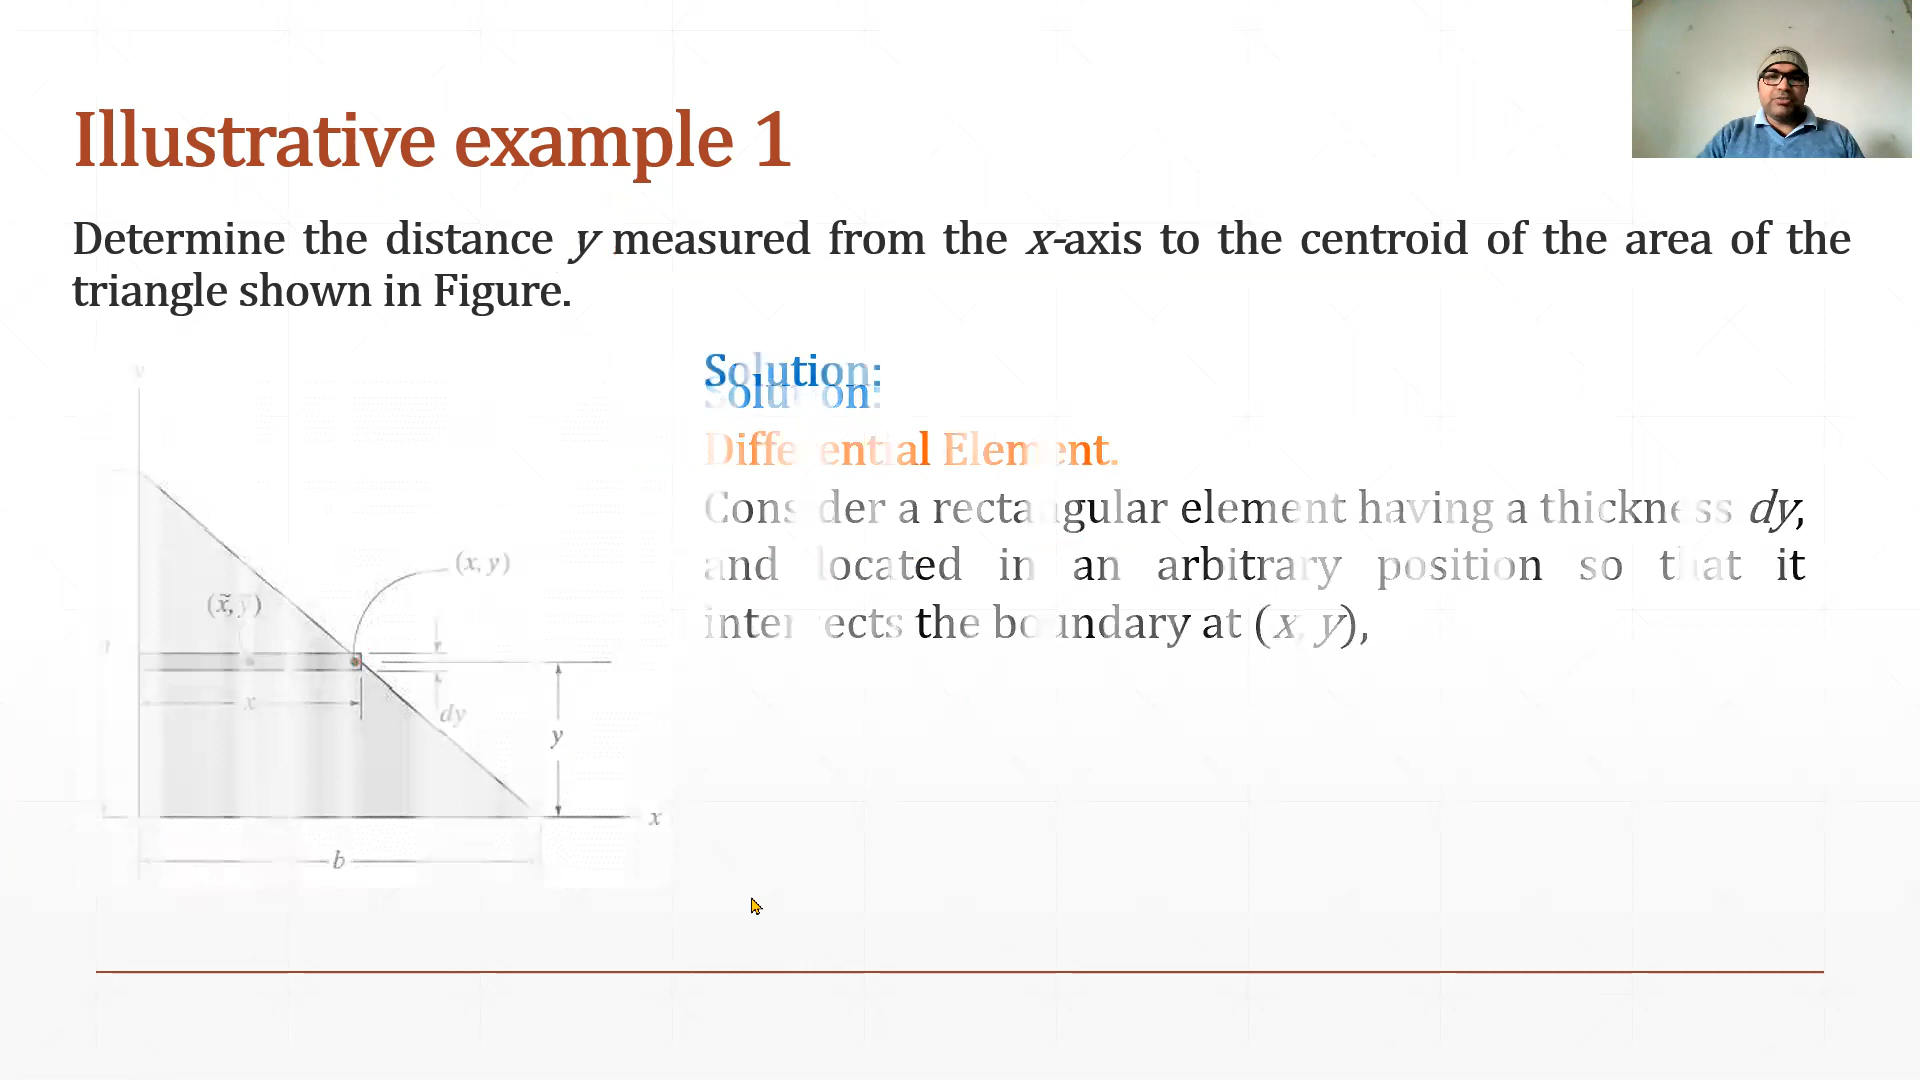 Illustrative example 1
Determine the distance y measured from the x-axis to the centroid of the area of the
triangle shown in Figure.
Solution:
Solution:
Differential Element.
Consider a rectangular element having a thickness dy,
and located in an arbitrary position so that it
intersects the boundary at (x, y),
(x, y)
(x̃, y)
x
dy
y
x
b